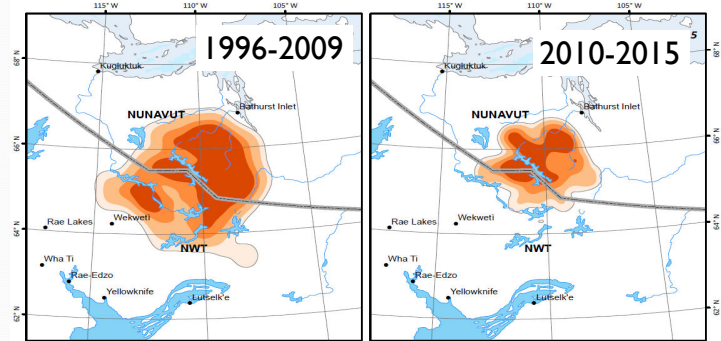 115° W
110° W
105° W
1996-2009
68° N
Kugluktuk
Bathurst Inlet
NUNAVUT
66° N
64° N
Rae Lakes
Wekweti
NWT
Wha Ti
Rae-Edzo
Yellowknife
Lutselk'e
62° N
115° W
110° W
105° W
5
2010-2015
68° N
Kugluktuk
Bathurst Inlet
NUNAVUT
66° N
64° N
Rae Lakes
Wekweti
NWT
Wha Ti
Rae-Edzo
Yellowknife
Lutselk'e
62° N